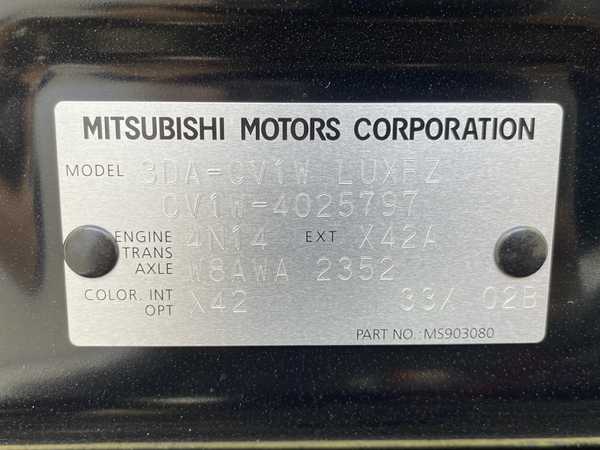 MITSUBISHI MOTORS CORPORATION
MODEL 3DA-CV1W LUXFZ
CV1W-4025797
ENGINE 4N14 EXT X42A
TRANS
AXLE W8AWA 2352
COLOR. INT
OPT X42 33/ 02B
PART NO.: MS903080